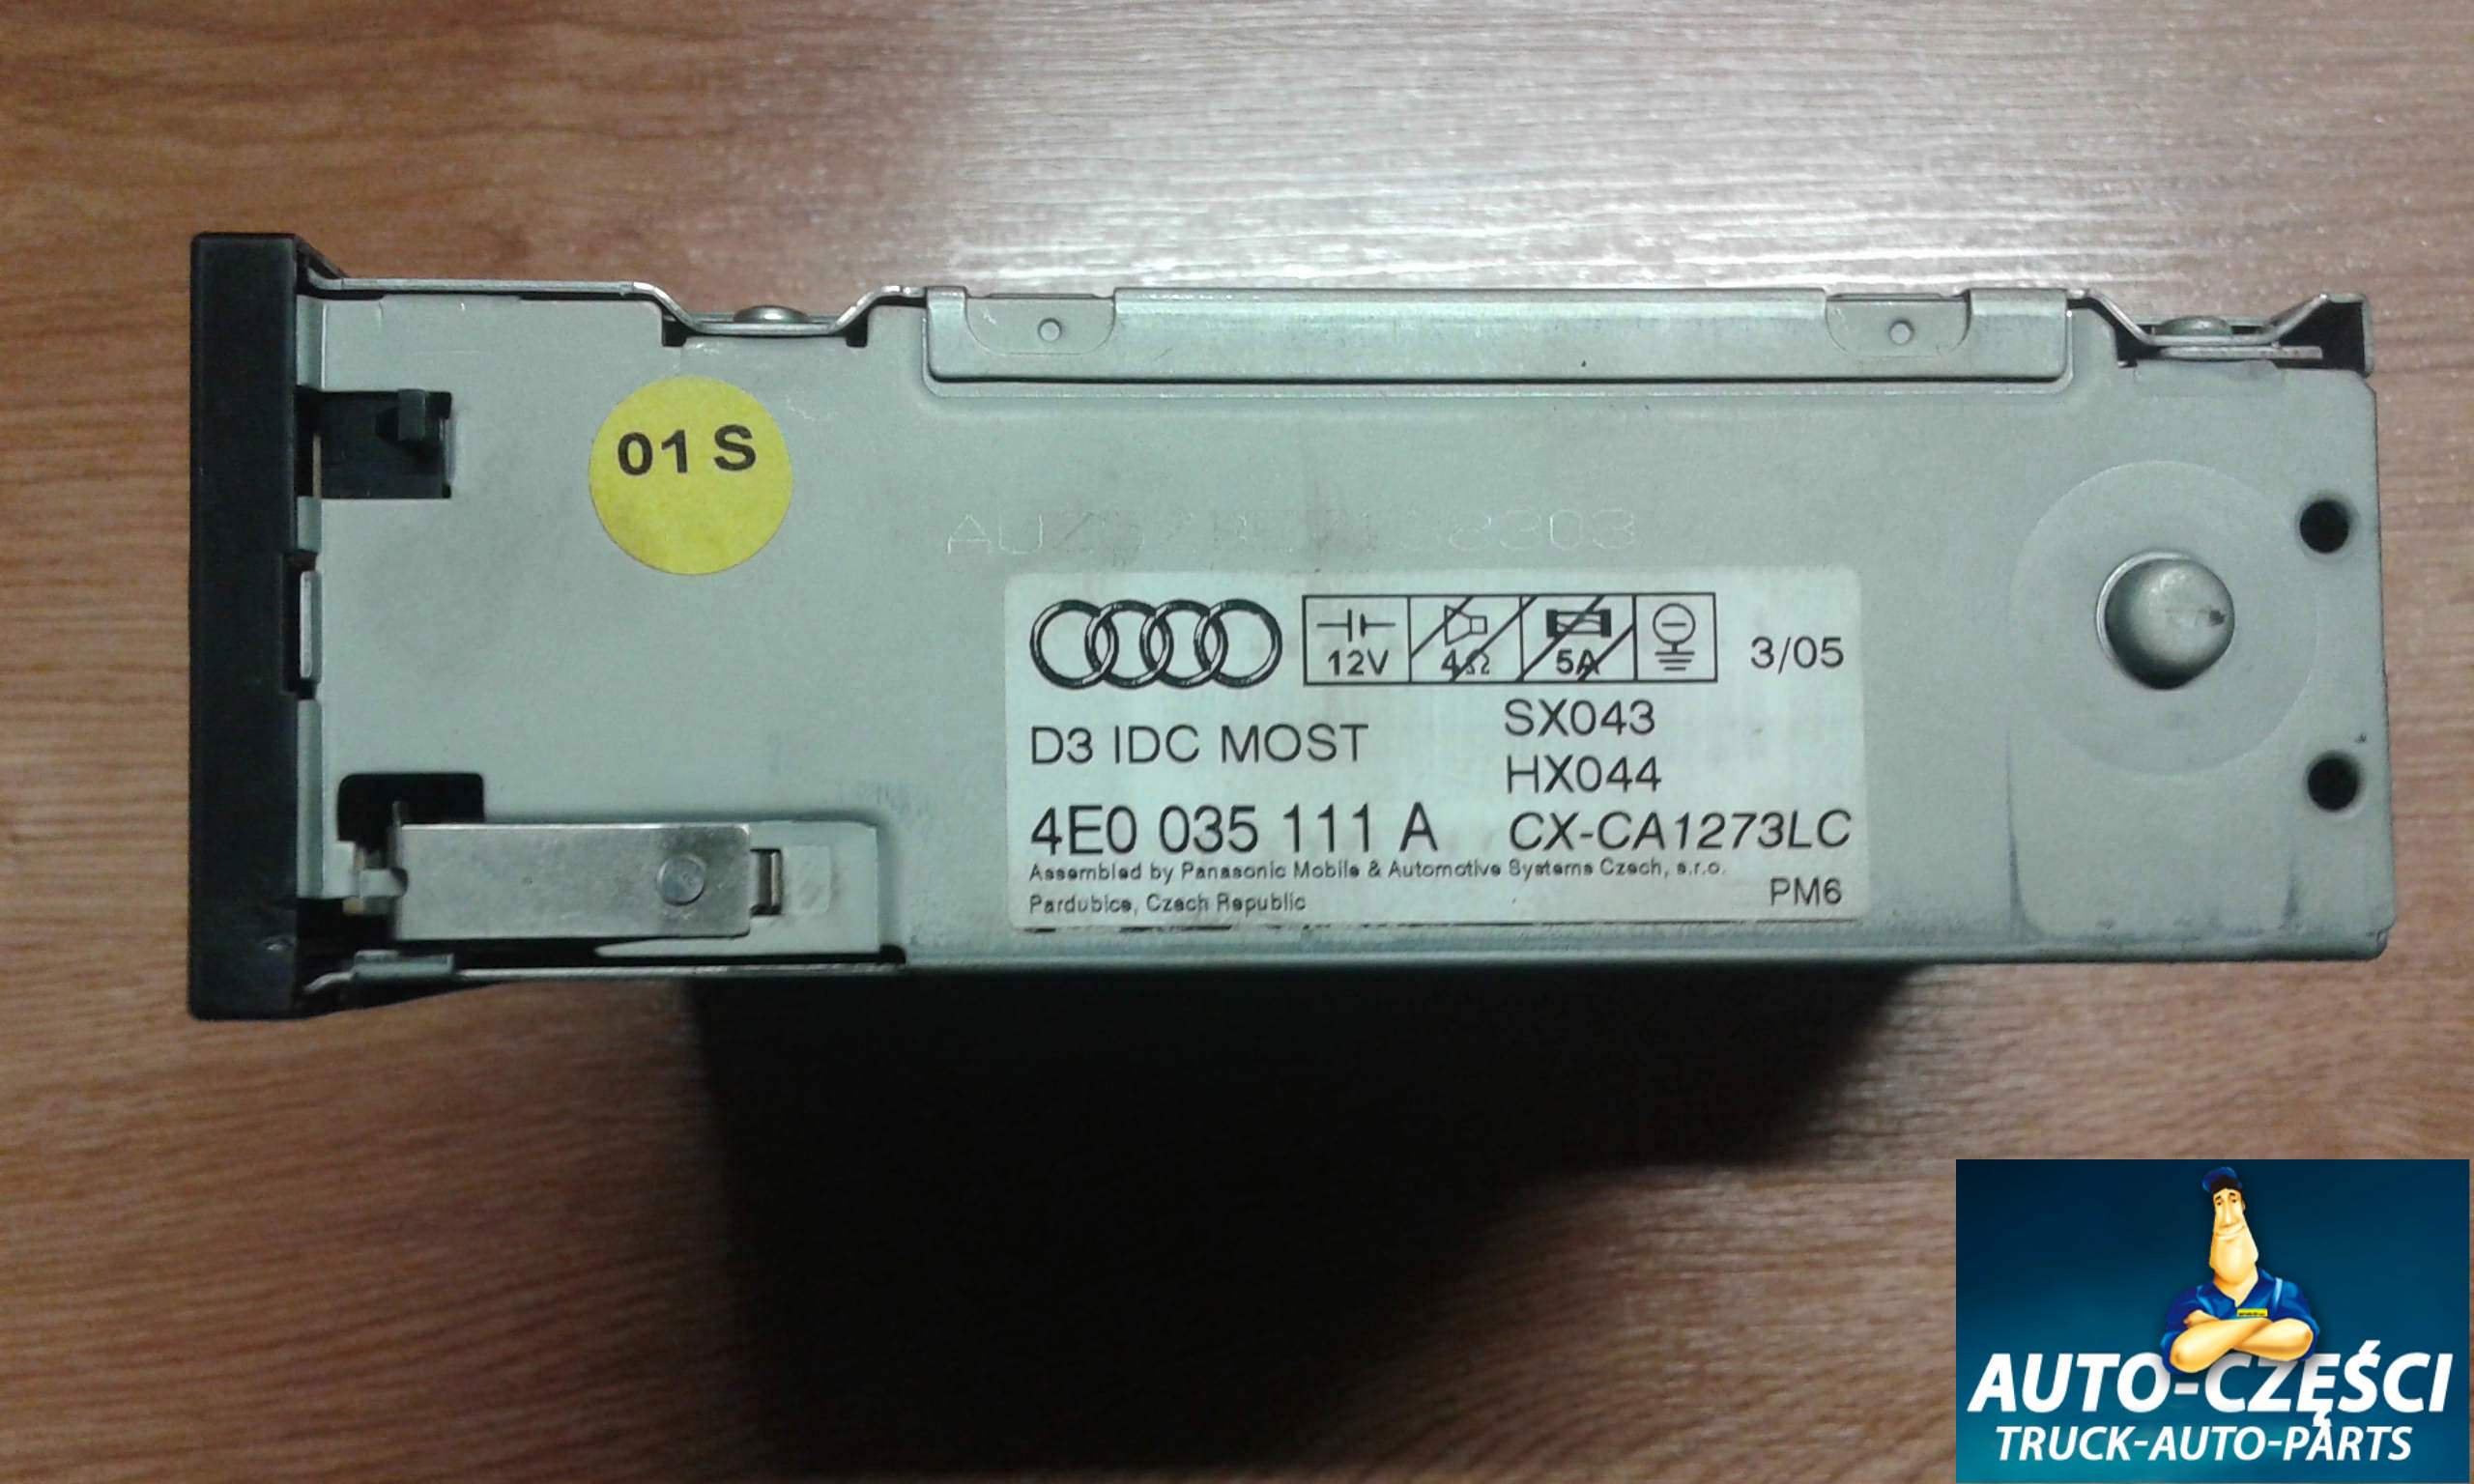 01 S
12V
4Ω
5A
3/05
SX043
D3 IDC MOST
HX044
4E0 035 111 A CX-CA1273LC
Assembled by Panasonic Mobile & Automotive Systems Czech, s.r.o.
Pardubice, Czech Republic
PM6
AUTO-CZĘŚCI
TRUCK-AUTO-PARTS